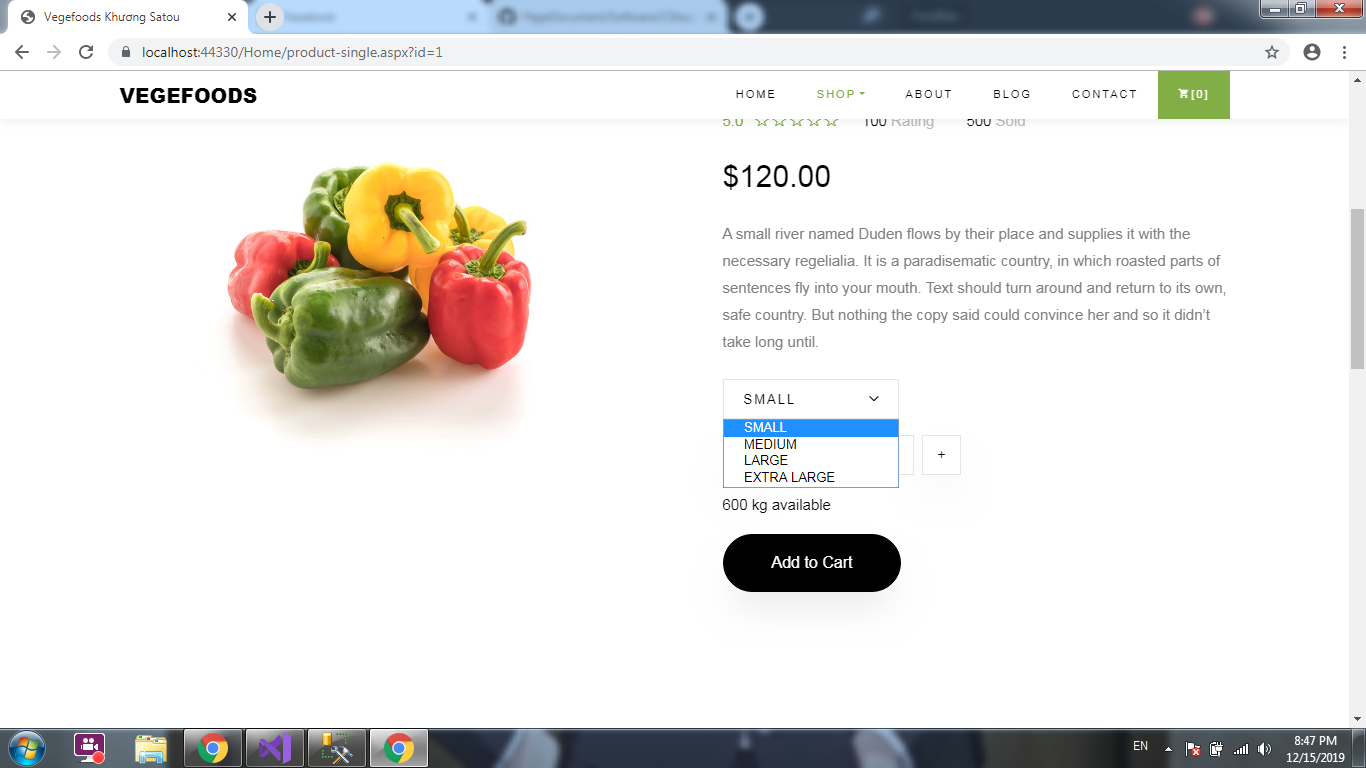 Vegefoods Khương Satou
Facebook
localhost:44330/Home/product-single.aspx?id=1
VEGEFOODS
HOME
SHOP
ABOUT
BLOG
CONTACT
[0]
5.0
100 Rating
500 Sold
$120.00
A small river named Duden flows by their place and supplies it with the
necessary regelialia. It is a paradisematic country, in which roasted parts of
sentences fly into your mouth. Text should turn around and return to its own,
safe country. But nothing the copy said could convince her and so it didn’t
take long until.
SMALL
SMALL
MEDIUM
LARGE
EXTRA LARGE
+
600 kg available
Add to Cart
EN
8:47 PM
12/15/2019